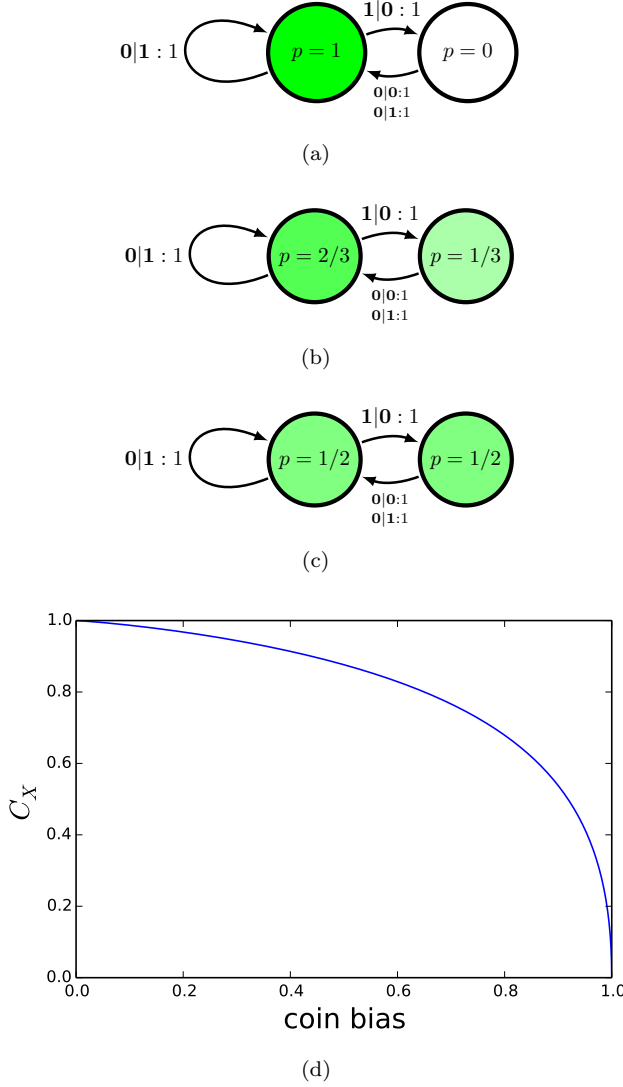 1|0 : 1
0|1 : 1
p = 1
p = 0
0|0:1
0|1:1
(a)
1|0 : 1
0|1 : 1
p = 2/3
p = 1/3
0|0:1
0|1:1
(b)
1|0 : 1
0|1 : 1
p = 1/2
p = 1/2
0|0:1
0|1:1
(c)
1.0
0.8
0.6
C_X
0.4
0.2
0.0
0.0 0.2 0.4 0.6 0.8 1.0
coin bias
(d)